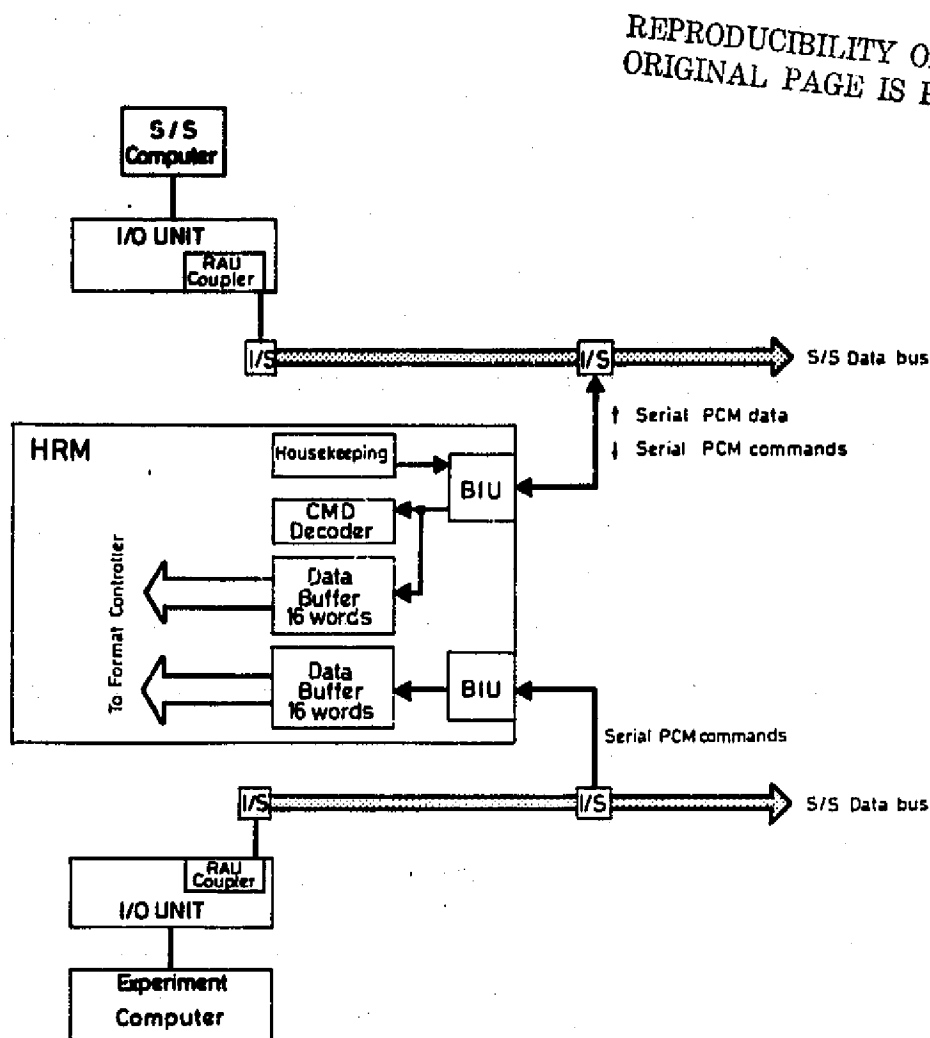 REPRODUCIBILITY
ORIGINAL PAGE IS
S/S
Computer
I/O UNIT
RAU
Coupler
I/S
I/S
S/S Data bus
↑ Serial PCM data
↓ Serial PCM commands
HRM
Housekeeping
BIU
CMD
Decoder
Data
Buffer
16 words
To Format Controller
Data
Buffer
16 words
BIU
Serial PCM commands
I/S
I/S
S/S Data bus
RAU
Coupler
I/O UNIT
Experiment
Computer